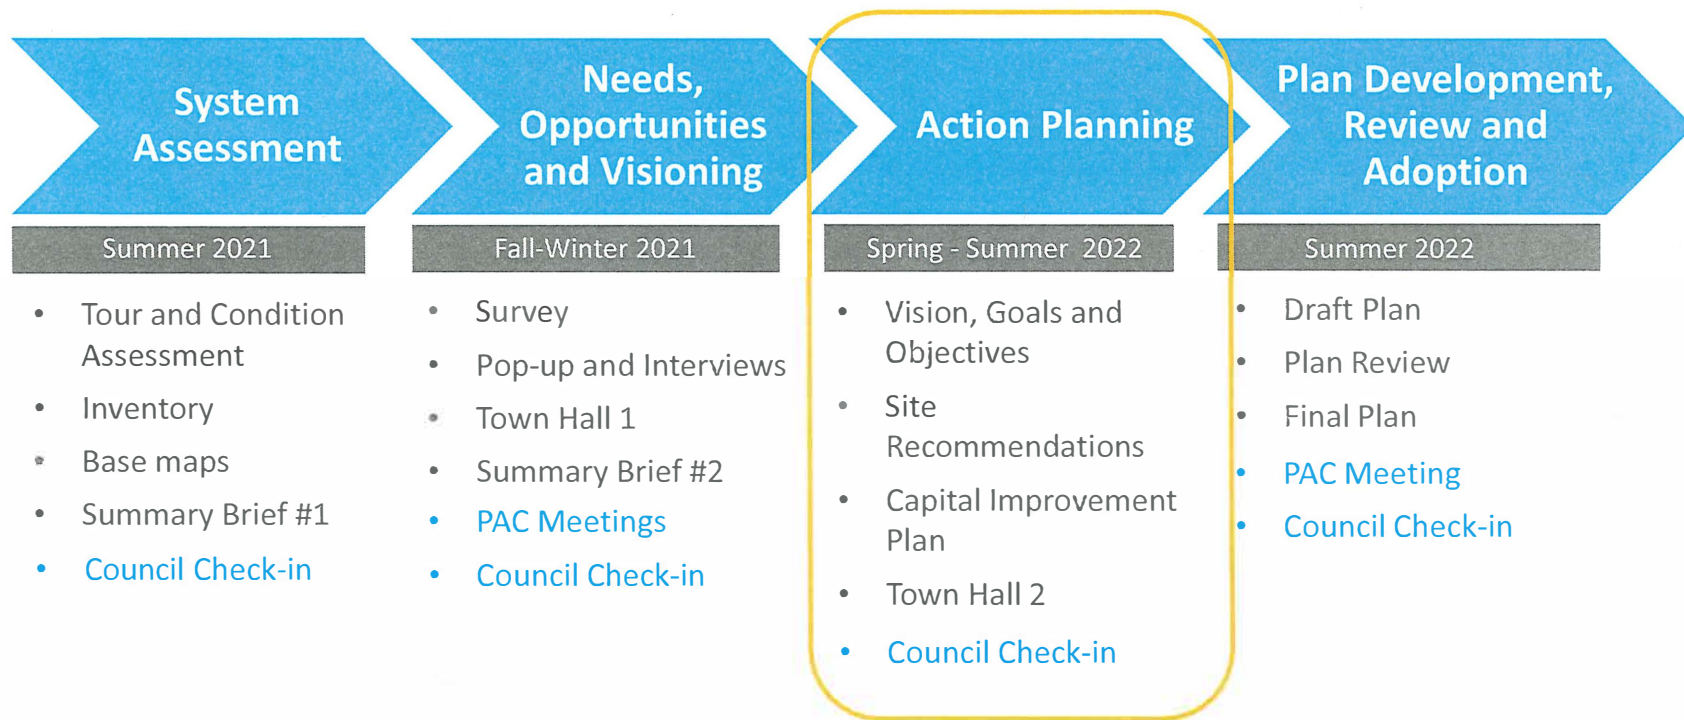 System
Assessment
Summer 2021
• Tour and Condition
Assessment
• Inventory
• Base maps
• Summary Brief #1
• Council Check-in
Needs,
Opportunities
and Visioning
Fall-Winter 2021
• Survey
• Pop-up and Interviews
• Town Hall 1
• Summary Brief #2
• PAC Meetings
• Council Check-in
Action Planning
Spring - Summer 2022
• Vision, Goals and
Objectives
• Site
Recommendations
• Capital Improvement
Plan
• Town Hall 2
• Council Check-in
Plan Development,
Review and
Adoption
Summer 2022
• Draft Plan
• Plan Review
• Final Plan
• PAC Meeting
• Council Check-in